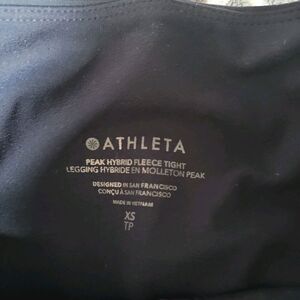 ATHLETA
PEAK HYBRID FLEECE TIGHT
LEGGING HYBRIDE EN MOLLETON PEAK
DESIGNED IN SAN FRANCISCO
CONÇU À SAN FRANCISCO
MADE IN VIETNAM
XS
TP